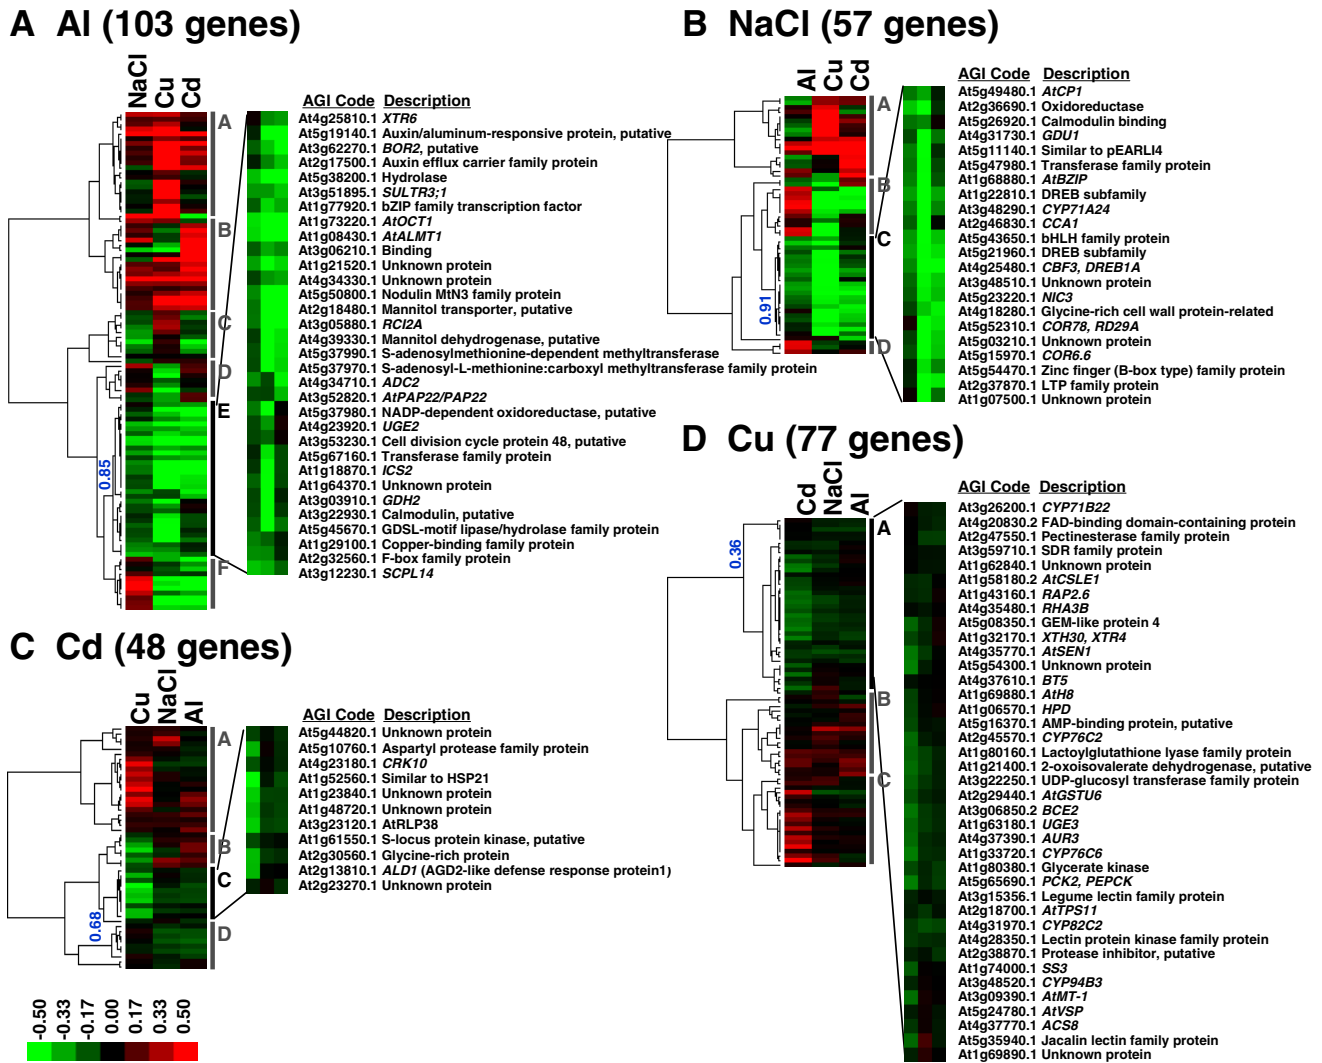 A Al (103 genes)
NaCl
Cu
Cd
AGI Code Description
At4g25810.1 XTR6
At5g19140.1 Auxin/aluminum-responsive protein, putative
At3g62270.1 BOR2, putative
At2g17500.1 Auxin efflux carrier family protein
At5g38200.1 Hydrolase
At3g51895.1 SULTR3;1
At1g77920.1 bZIP family transcription factor
At1g73220.1 AtOCT1
At1g08430.1 AtALMT1
At3g06210.1 Binding
At1g21520.1 Unknown protein
At4g34330.1 Unknown protein
At5g50800.1 Nodulin MtN3 family protein
At2g18480.1 Mannitol transporter, putative
At3g05880.1 RCI2A
At4g39330.1 Mannitol dehydrogenase, putative
At5g37990.1 S-adenosylmethionine-dependent methyltransferase
At5g37970.1 S-adenosyl-L-methionine:carboxyl methyltransferase family protein
At4g34710.1 ADC2
At3g52820.1 AtPAP22/PAP22
At5g37980.1 NADP-dependent oxidoreductase, putative
At4g23920.1 UGE2
At3g53230.1 Cell division cycle protein 48, putative
At5g67160.1 Transferase family protein
At1g18870.1 ICS2
At1g64370.1 Unknown protein
At3g03910.1 GDH2
At3g22930.1 Calmodulin, putative
At5g45670.1 GDSL-motif lipase/hydrolase family protein
At1g29100.1 Copper-binding family protein
At2g32560.1 F-box family protein
At3g12230.1 SCPL14
A
B
C
D
E
F
0.85
B NaCl (57 genes)
Al
Cu
Cd
AGI Code Description
At5g49480.1 AtCP1
At2g36690.1 Oxidoreductase
At5g26920.1 Calmodulin binding
At4g31730.1 GDU1
At5g11140.1 Similar to pEARLI4
At5g47980.1 Transferase family protein
At1g68880.1 AtBZIP
At1g22810.1 DREB subfamily
At3g48290.1 CYP71A24
At2g46830.1 CCA1
At5g43650.1 bHLH family protein
At5g21960.1 DREB subfamily
At4g25480.1 CBF3, DREB1A
At3g48510.1 Unknown protein
At5g23220.1 NIC3
At4g18280.1 Glycine-rich cell wall protein-related
At5g52310.1 COR78, RD29A
At5g03210.1 Unknown protein
At5g15970.1 COR6.6
At5g54470.1 Zinc finger (B-box type) family protein
At2g37870.1 LTP family protein
At1g07500.1 Unknown protein
A
B
C
D
0.91
C Cd (48 genes)
Cu
NaCl
Al
AGI Code Description
At5g44820.1 Unknown protein
At5g10760.1 Aspartyl protease family protein
At4g23180.1 CRK10
At1g52560.1 Similar to HSP21
At1g23840.1 Unknown protein
At1g48720.1 Unknown protein
At3g23120.1 AtRLP38
At1g61550.1 S-locus protein kinase, putative
At2g30560.1 Glycine-rich protein
At2g13810.1 ALD1 (AGD2-like defense response protein1)
At2g23270.1 Unknown protein
A
B
C
D
0.68
-0.50
-0.33
-0.17
0.00
0.17
0.33
0.50
D Cu (77 genes)
Cd
NaCl
Al
AGI Code Description
At3g26200.1 CYP71B22
At4g20830.2 FAD-binding domain-containing protein
At2g47550.1 Pectinesterase family protein
At3g59710.1 SDR family protein
At1g62840.1 Unknown protein
At1g58180.2 AtCSLE1
At1g43160.1 RAP2.6
At4g35480.1 RHA3B
At5g08350.1 GEM-like protein 4
At1g32170.1 XTH30, XTR4
At4g35770.1 AtSEN1
At5g54300.1 Unknown protein
At4g37610.1 BT5
At1g69880.1 AtH8
At1g06570.1 HPD
At5g16370.1 AMP-binding protein, putative
At2g45570.1 CYP76C2
At1g80160.1 Lactoylglutathione lyase family protein
At1g21400.1 2-oxoisovalerate dehydrogenase, putative
At3g22250.1 UDP-glucosyl transferase family protein
At2g29440.1 AtGSTU6
At3g06850.2 BCE2
At1g63180.1 UGE3
At4g37390.1 AUR3
At1g33720.1 CYP76C6
At1g80380.1 Glycerate kinase
At5g65690.1 PCK2, PEPCK
At3g15356.1 Legume lectin family protein
At2g18700.1 AtTPS11
At4g31970.1 CYP82C2
At4g28350.1 Lectin protein kinase family protein
At2g38870.1 Protease inhibitor, putative
At1g74000.1 SS3
At3g48520.1 CYP94B3
At3g09390.1 AtMT-1
At5g24780.1 AtVSP
At4g37770.1 ACS8
At5g35940.1 Jacalin lectin family protein
At1g69890.1 Unknown protein
A
B
C
0.36